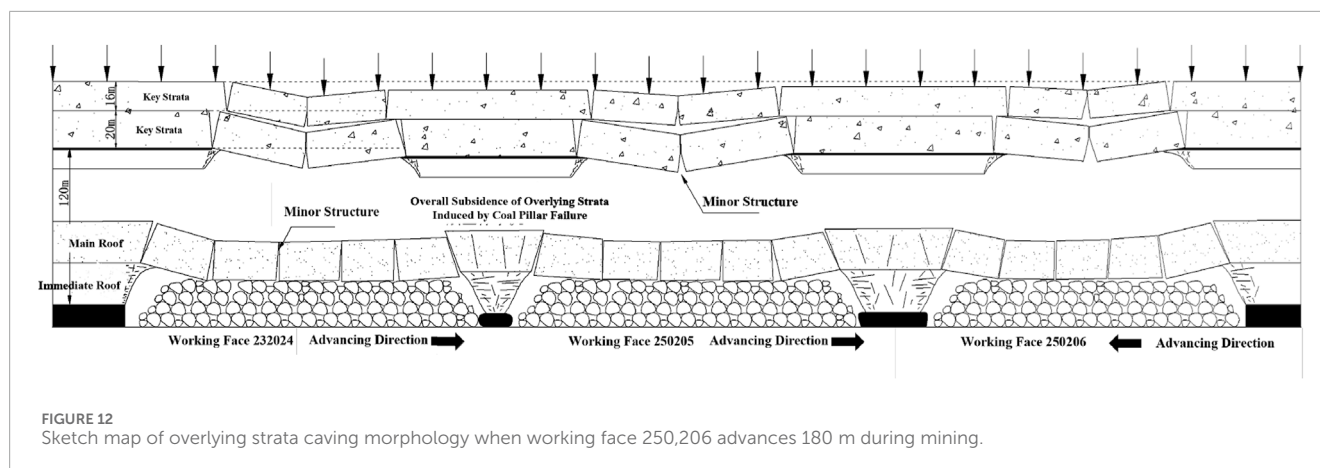 16m
Key Strata
20m
Key Strata
120m
Overall Subsidence of Overlying Strata
Induced by Coal Pillar Failure
Minor Structure
Minor Structure
Main Roof
Immediate Roof
Working Face 232024
Advancing Direction
Working Face 250205
Advancing Direction
Working Face 250206
Advancing Direction
FIGURE 12
Sketch map of overlying strata caving morphology when working face 250,206 advances 180 m during mining.